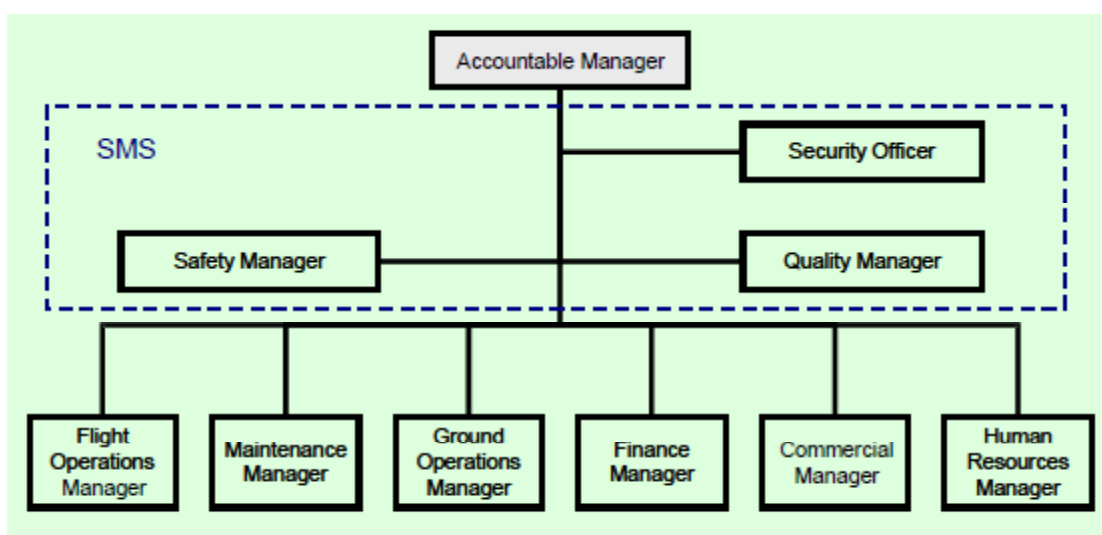 Accountable Manager
SMS
Security Officer
Safety Manager
Quality Manager
Flight
Operations
Manager
Maintenance
Manager
Ground
Operations
Manager
Finance
Manager
Commercial
Manager
Human
Resources
Manager